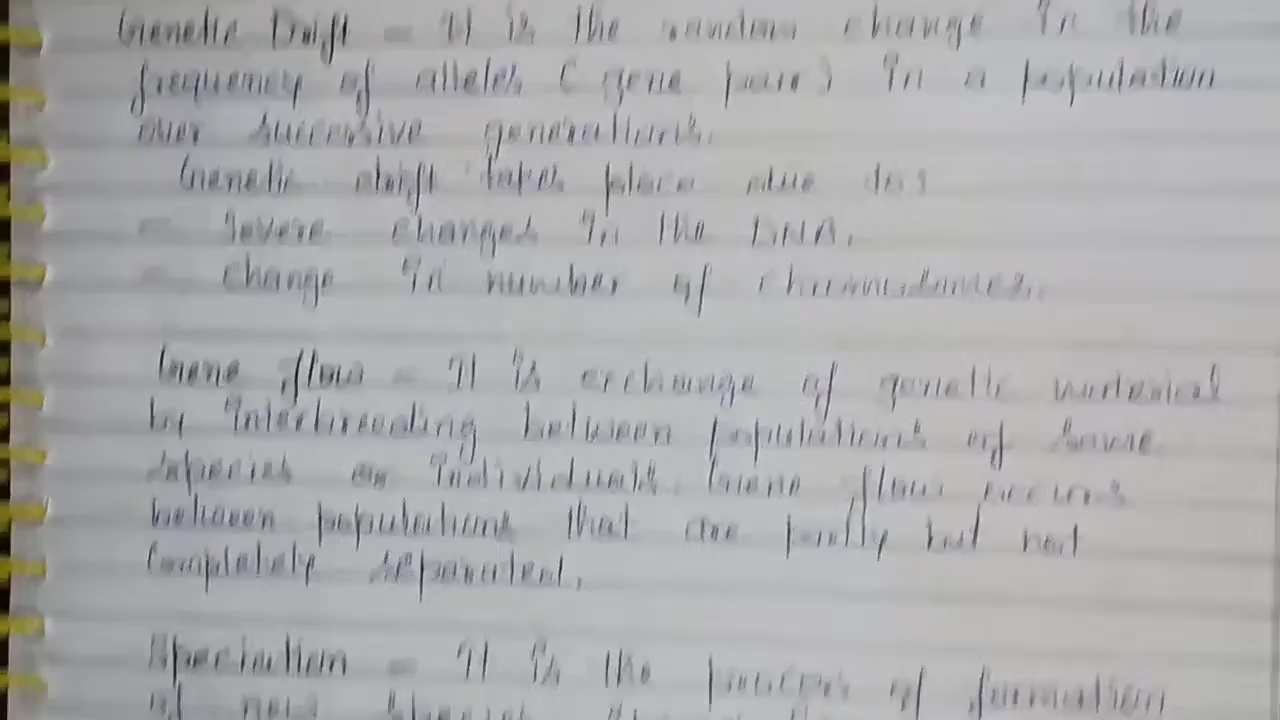 Genetic Drift = It is the random change in the
frequency of alleles ( gene pair ) in a population
over successive generations.
Genetic drift takes place due to :
= Severe changes in the DNA.
= Change in number of chromosomes.
Gene flow = It is exchange of genetic material
by interbreeding between populations of same
species or individuals. Gene flow occurs
between populations that are partly but not
completely separated.
Speciation = It is the process of formation
of new